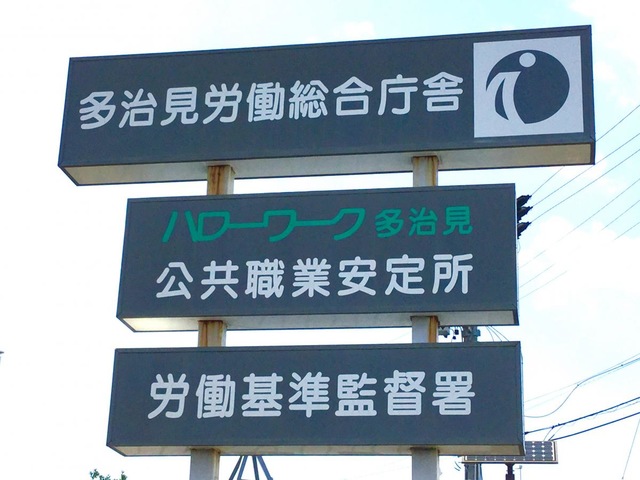 多治見労働総合庁舎
ハローワーク多治見
公共職業安定所
労働基準監督署